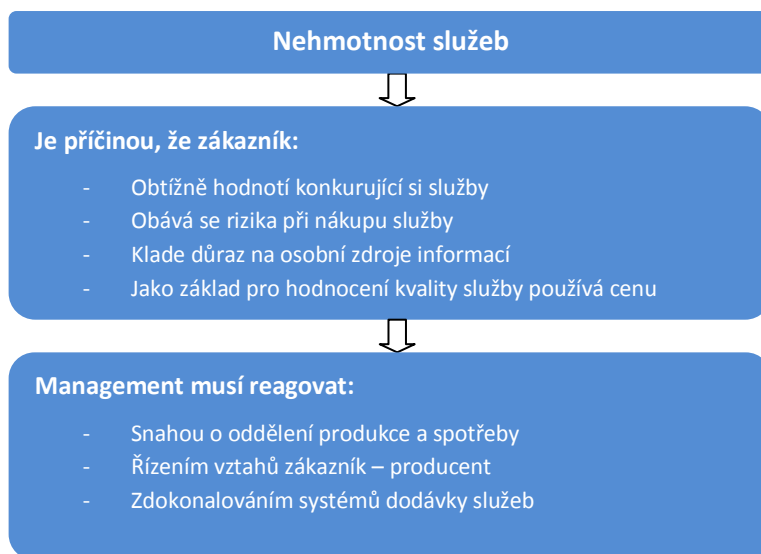 Nehmotnost služeb
Je příčinou, že zákazník:
- Obtížně hodnotí konkurující si služby
- Obává se rizika při nákupu služby
- Klade důraz na osobní zdroje informací
- Jako základ pro hodnocení kvality služby používá cenu
Management musí reagovat:
- Snahou o oddělení produkce a spotřeby
- Řízením vztahů zákazník – producent
- Zdokonalováním systémů dodávky služeb